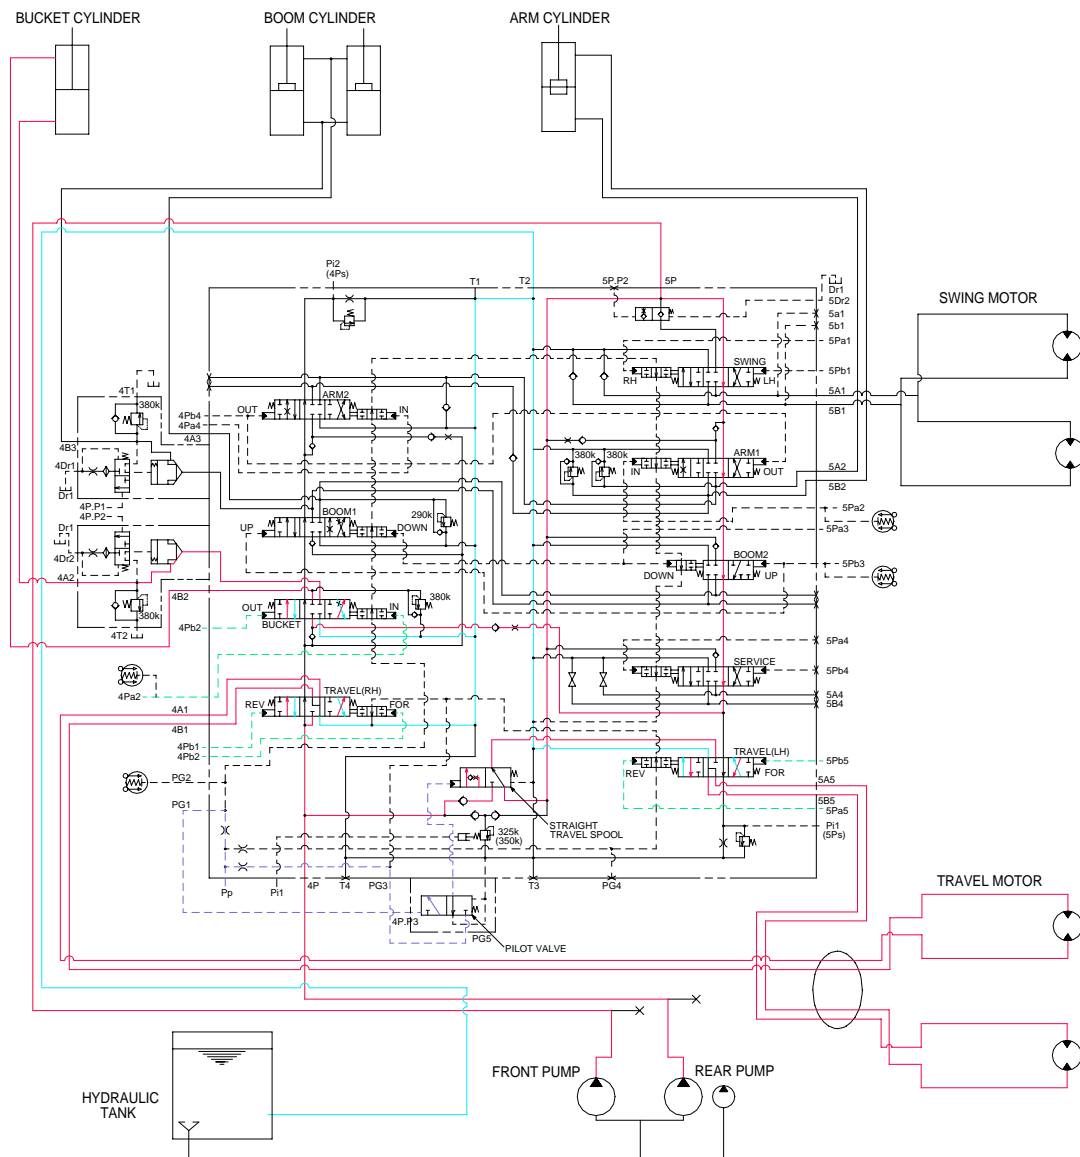 BUCKET CYLINDER
BOOM CYLINDER
ARM CYLINDER
Pi2
(4Ps)
T1
T2
5P.P2
5P
Dr1
5Dr2
5a1
5b1
SWING MOTOR
5Pa1
SWING
5Pb1
RH
LH
5A1
5B1
4T1
380k
ARM2
4Pb4
OUT
IN
4Pa4
4A3
4B3
4Dr1
Dr1
4P.P1
4P.P2
Dr1
4Dr2
4A2
4B2
380k
4T2
380k
380k
ARM1
IN
OUT
5A2
5B2
5Pa2
5Pa3
290k
BOOM1
UP
DOWN
BOOM2
DOWN
UP
5Pb3
380k
OUT
IN
BUCKET
4Pb2
4Pa2
5Pa4
SERVICE
5Pb4
5A4
5B4
TRAVEL(RH)
REV
FOR
4A1
4B1
4Pb1
4Pb2
TRAVEL(LH)
REV
FOR
5Pb5
5A5
5B5
5Pa5
PG2
PG1
STRAIGHT
TRAVEL SPOOL
325k
(350k)
Pi1
(5Ps)
Pp
Pi1
4P
T4
PG3
T3
PG4
4P.P3
PG5
PILOT VALVE
TRAVEL MOTOR
HYDRAULIC
TANK
FRONT PUMP
REAR PUMP